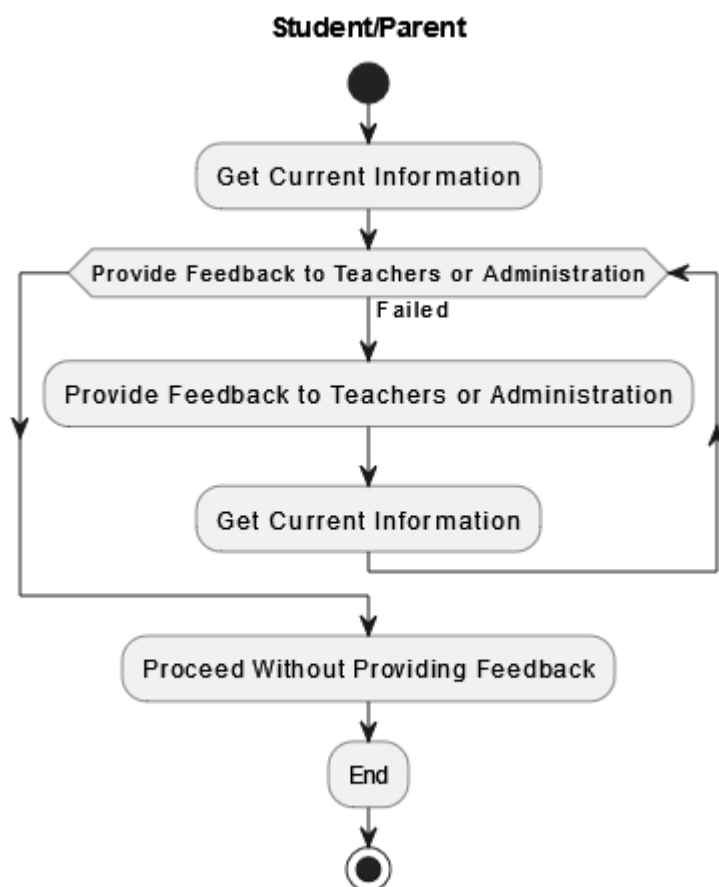 Student/Parent
Get Current Information
Provide Feedback to Teachers or Administration
Failed
Provide Feedback to Teachers or Administration
Get Current Information
Proceed Without Providing Feedback
End